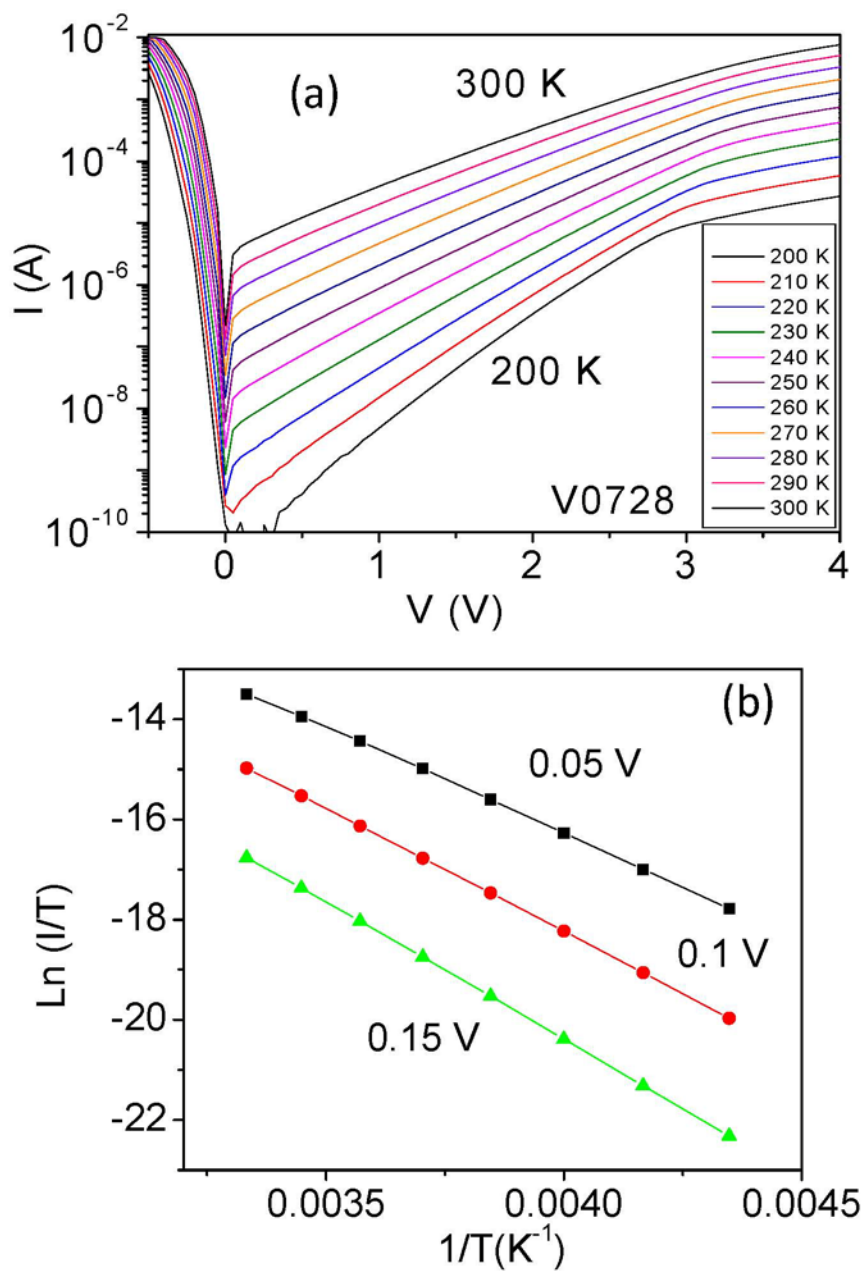 (a)
300 K
200 K
V0728
I (A)
10⁻²
10⁻⁴
10⁻⁶
10⁻⁸
10⁻¹⁰
0
1
2
3
4
V (V)
200 K
210 K
220 K
230 K
240 K
250 K
260 K
270 K
280 K
290 K
300 K
(b)
0.05 V
0.1 V
0.15 V
Ln (I/T)
-14
-16
-18
-20
-22
0.0035
0.0040
0.0045
1/T(K⁻¹)